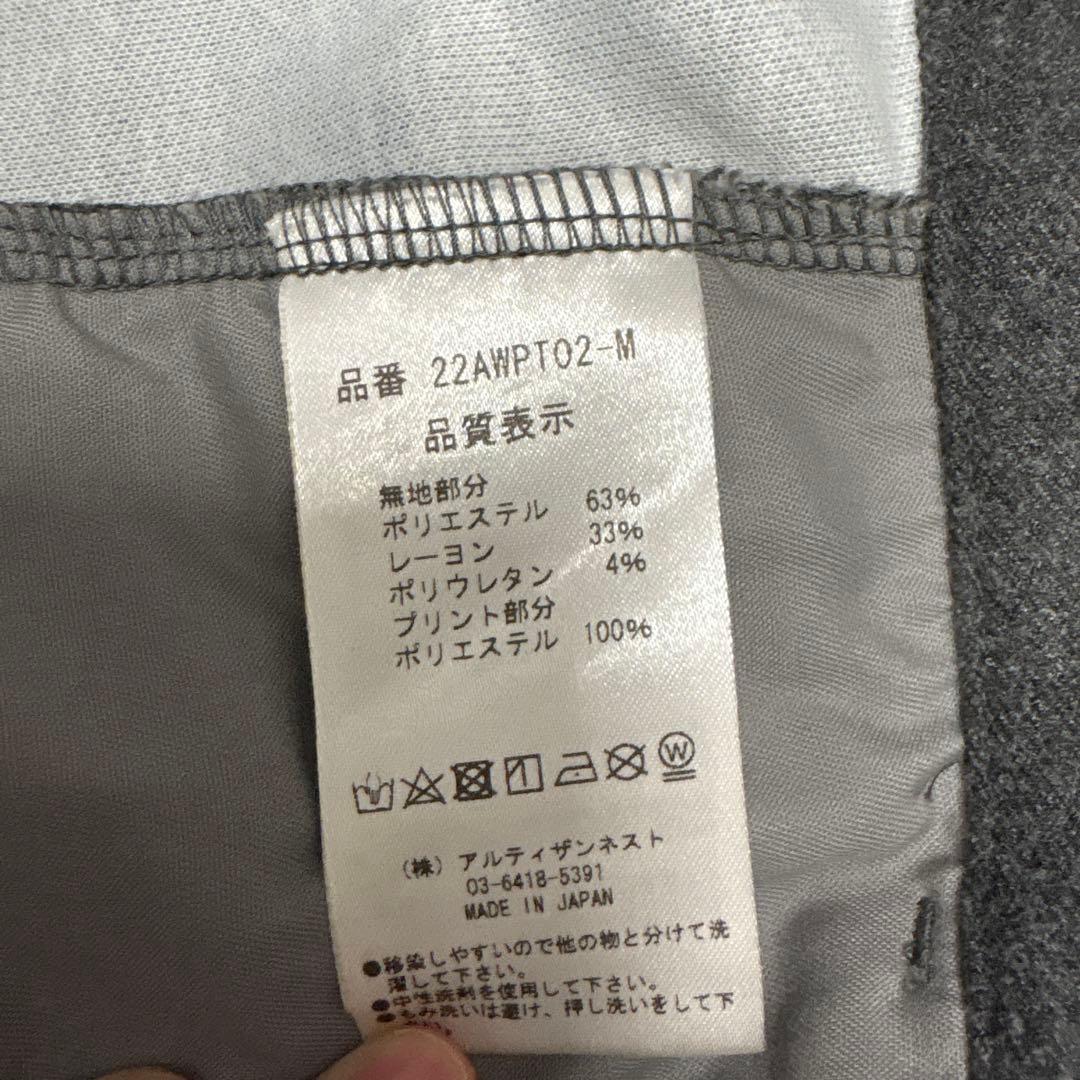 品番 22AWPT02-M
品質表示
無地部分
ポリエステル 63%
レーヨン 33%
ポリウレタン 4%
プリント部分
ポリエステル 100%
W
(株) アルティザンネスト
03-6418-5391
MADE IN JAPAN
●移染しやすいので他の物と分けて洗
濯して下さい。
●中性洗剤を使用して下さい。
●もみ洗いは避け、押し洗いをして下
さい。